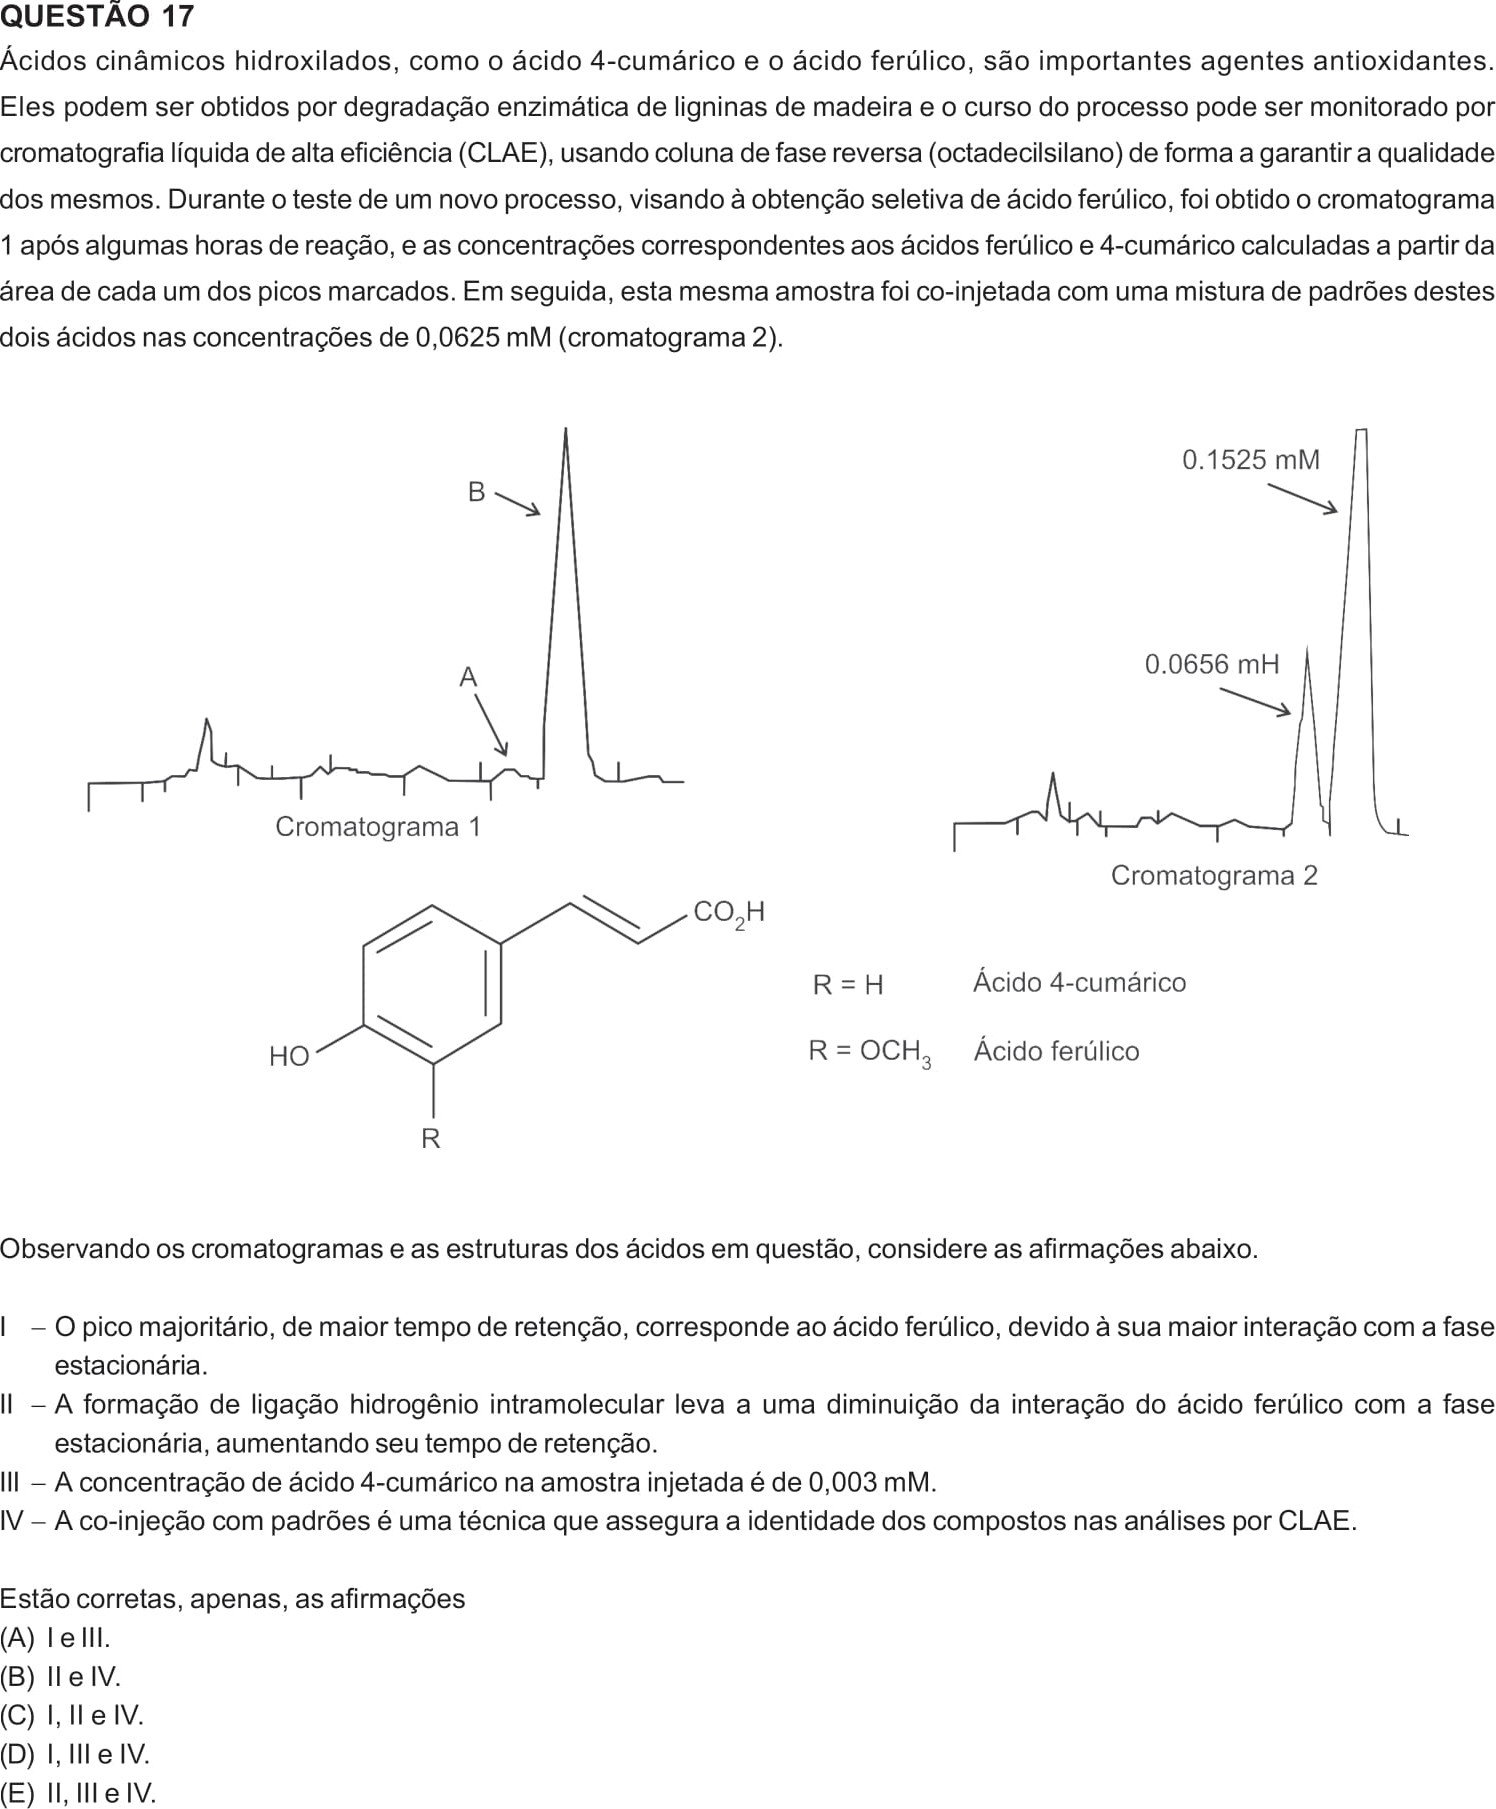 QUESTÃO 17
Ácidos cinâmicos hidroxilados, como o ácido 4-cumárico e o ácido ferúlico, são importantes agentes antioxidantes.
Eles podem ser obtidos por degradação enzimática de ligninas de madeira e o curso do processo pode ser monitorado por
cromatografia líquida de alta eficiência (CLAE), usando coluna de fase reversa (octadecilsilano) de forma a garantir a qualidade
dos mesmos. Durante o teste de um novo processo, visando à obtenção seletiva de ácido ferúlico, foi obtido o cromatograma
1 após algumas horas de reação, e as concentrações correspondentes aos ácidos ferúlico e 4-cumárico calculadas a partir da
área de cada um dos picos marcados. Em seguida, esta mesma amostra foi co-injetada com uma mistura de padrões destes
dois ácidos nas concentrações de 0,0625 mM (cromatograma 2).
0.1525 mM
B
0.0656 mH
A
Cromatograma 1
Cromatograma 2
CO2H
R = H Ácido 4-cumárico
HO
R = OCH3 Ácido ferúlico
R
Observando os cromatogramas e as estruturas dos ácidos em questão, considere as afirmações abaixo.
I – O pico majoritário, de maior tempo de retenção, corresponde ao ácido ferúlico, devido à sua maior interação com a fase
estacionária.
II – A formação de ligação hidrogênio intramolecular leva a uma diminuição da interação do ácido ferúlico com a fase
estacionária, aumentando seu tempo de retenção.
III – A concentração de ácido 4-cumárico na amostra injetada é de 0,003 mM.
IV – A co-injeção com padrões é uma técnica que assegura a identidade dos compostos nas análises por CLAE.
Estão corretas, apenas, as afirmações
(A) I e III.
(B) II e IV.
(C) I, II e IV.
(D) I, III e IV.
(E) II, III e IV.